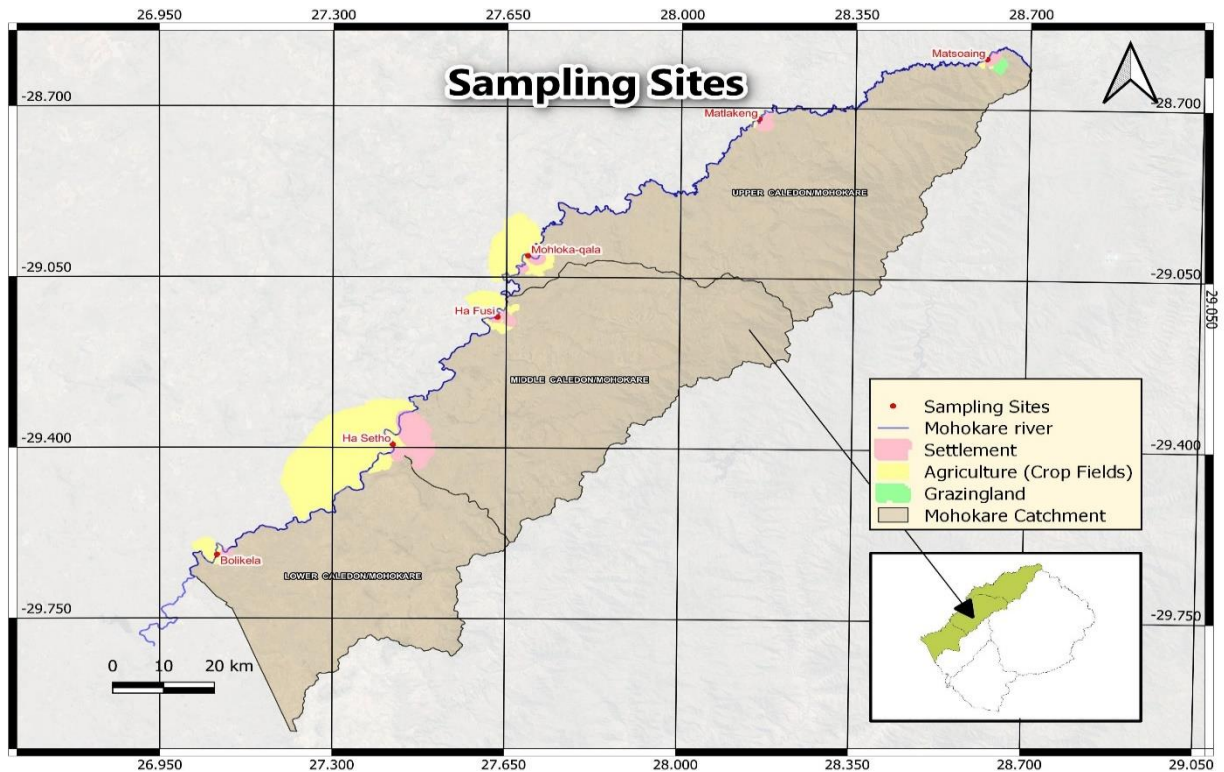 26.950 27.300 27.650 28.000 28.350 28.700
Sampling Sites
Matsoaing
-28.700
-28.700
Matlakeng
UPPER CALEDON/MOHOKARE
Mohloka-qala
-29.050
-29.050
29.050
Ha Fusi
MIDDLE CALEDON/MOHOKARE
Ha Setho
-29.400
-29.400
Sampling Sites
Mohokare river
Settlement
Agriculture (Crop Fields)
Grazingland
Mohokare Catchment
Bolikela
LOWER CALEDON/MOHOKARE
-29.750
-29.750
0 10 20 km
26.950 27.300 27.650 28.000 28.350 28.700 29.050